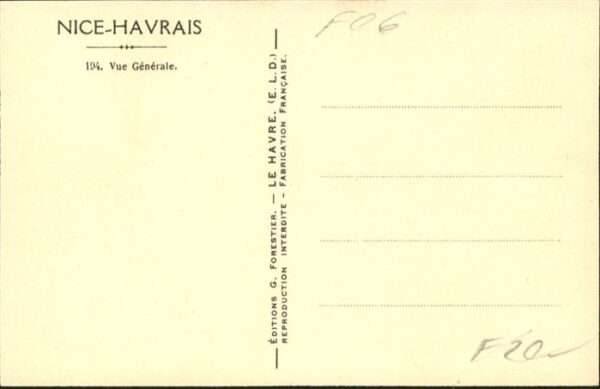 NICE-HAVRAIS
194. Vue Générale.
ÉDITIONS G. FORESTIER. — LE HAVRE. (E. L. D.)
REPRODUCTION INTERDITE - FABRICATION FRANÇAISE.
F06
F20